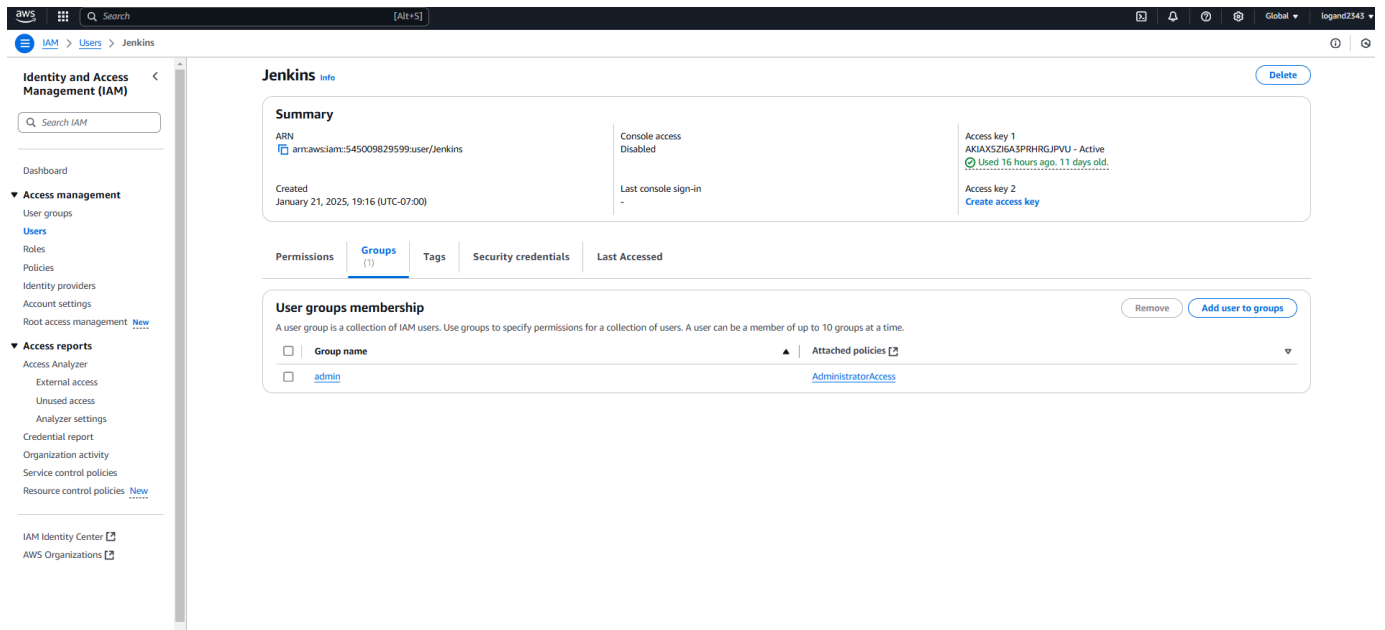 aws
Search [Alt+S]
Global
logand2343
IAM > Users > Jenkins
Identity and Access Management (IAM)
Search IAM
Dashboard
Access management
User groups
Users
Roles
Policies
Identity providers
Account settings
Root access management New
Access reports
Access Analyzer
External access
Unused access
Analyzer settings
Credential report
Organization activity
Service control policies
Resource control policies New
IAM Identity Center
AWS Organizations
Jenkins Info
Delete
Summary
ARN
arn:aws:iam::545009829599:user/Jenkins
Console access
Disabled
Access key 1
AKIAX5ZI6A3PRHRGJPVU - Active
Used 16 hours ago. 11 days old.
Created
January 21, 2025, 19:16 (UTC-07:00)
Last console sign-in
-
Access key 2
Create access key
Permissions
Groups
(1)
Tags
Security credentials
Last Accessed
User groups membership
Remove
Add user to groups
A user group is a collection of IAM users. Use groups to specify permissions for a collection of users. A user can be a member of up to 10 groups at a time.
Group name
Attached policies
admin
AdministratorAccess